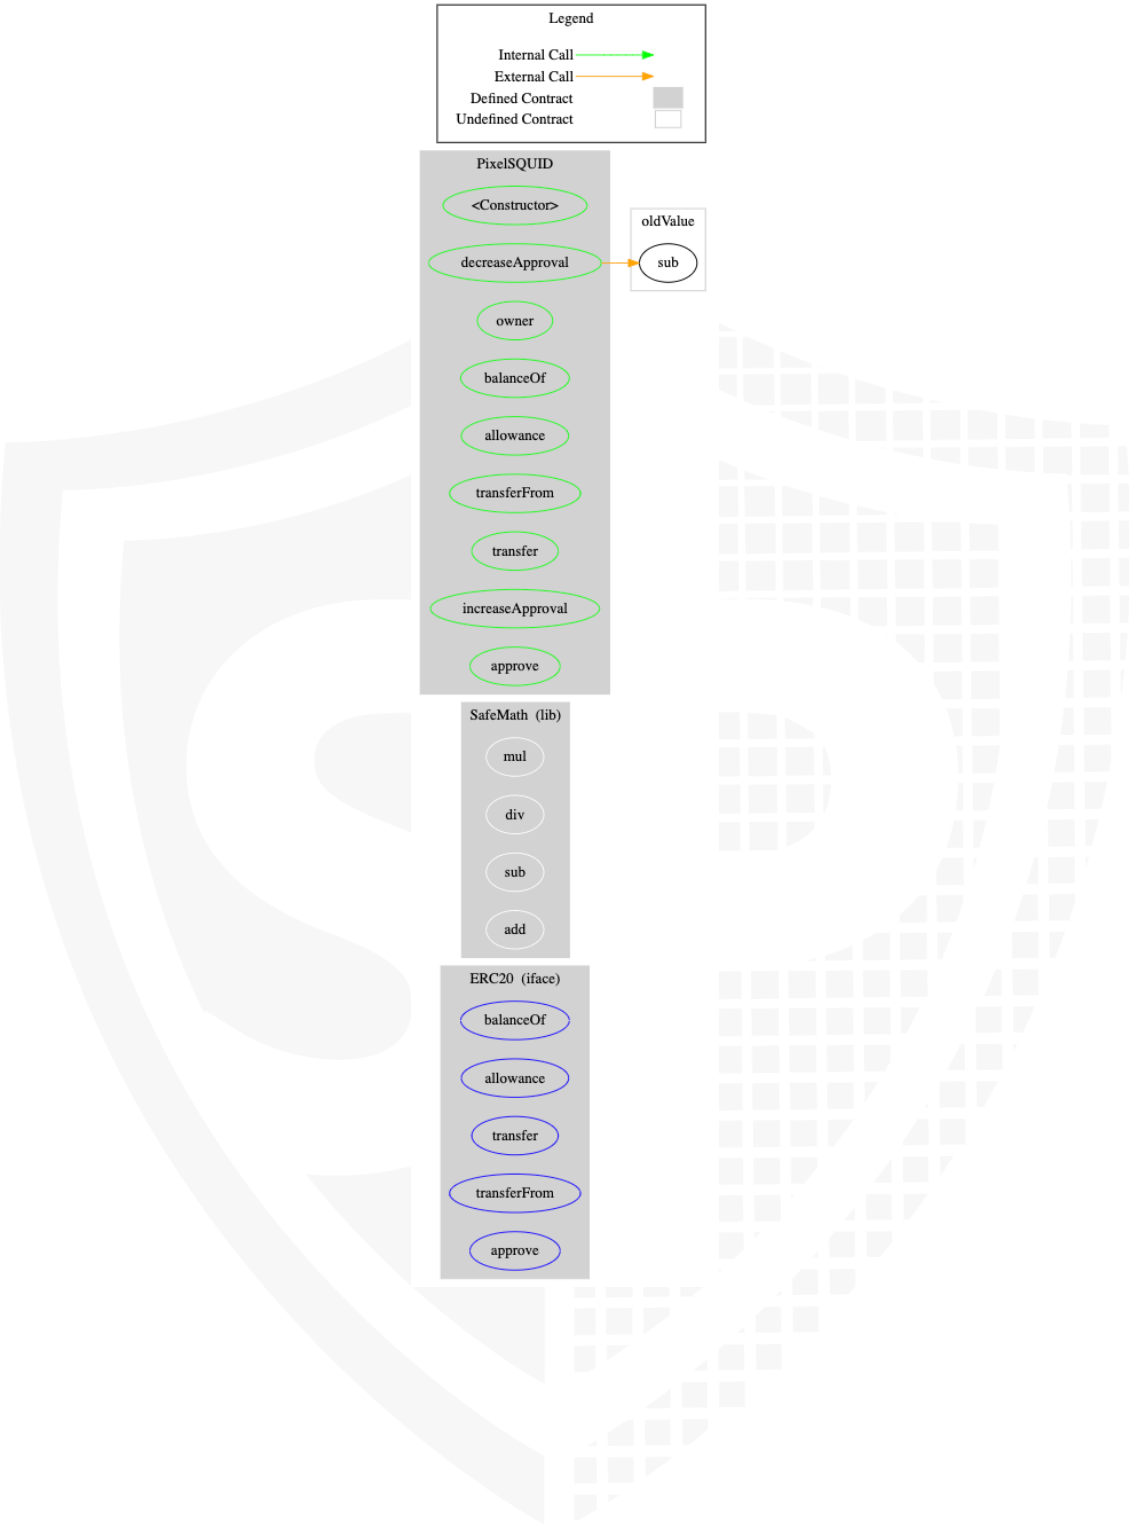 Legend
Internal Call
External Call
Defined Contract
Undefined Contract
PixelSQUID
<Constructor>
oldValue
decreaseApproval
sub
owner
balanceOf
allowance
transferFrom
transfer
increaseApproval
approve
SafeMath (lib)
mul
div
sub
add
ERC20 (iface)
balanceOf
allowance
transfer
transferFrom
approve